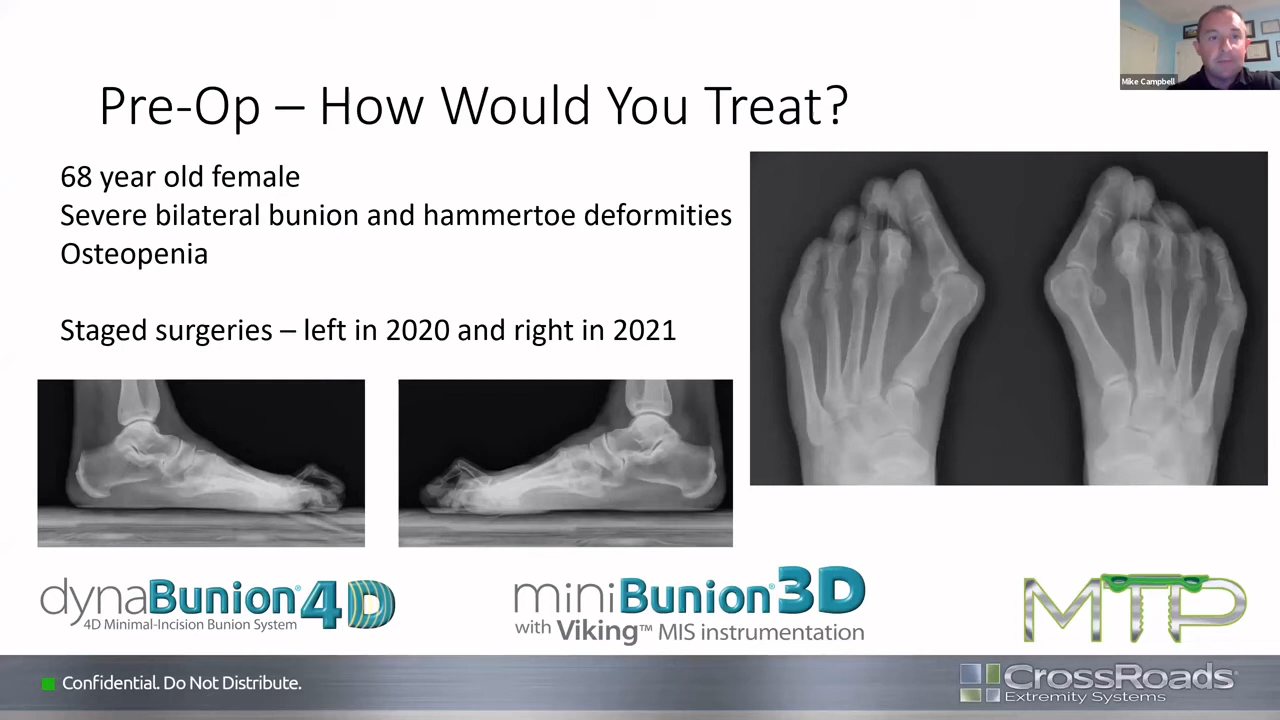 Mike Campbell
Pre-Op – How Would You Treat?
68 year old female
Severe bilateral bunion and hammertoe deformities
Osteopenia
Staged surgeries – left in 2020 and right in 2021
dynaBunion® 4D
4D Minimal-Incision Bunion System
miniBunion® 3D
with Viking™ MIS instrumentation
MTP
Confidential. Do Not Distribute.
CrossRoads®
Extremity Systems